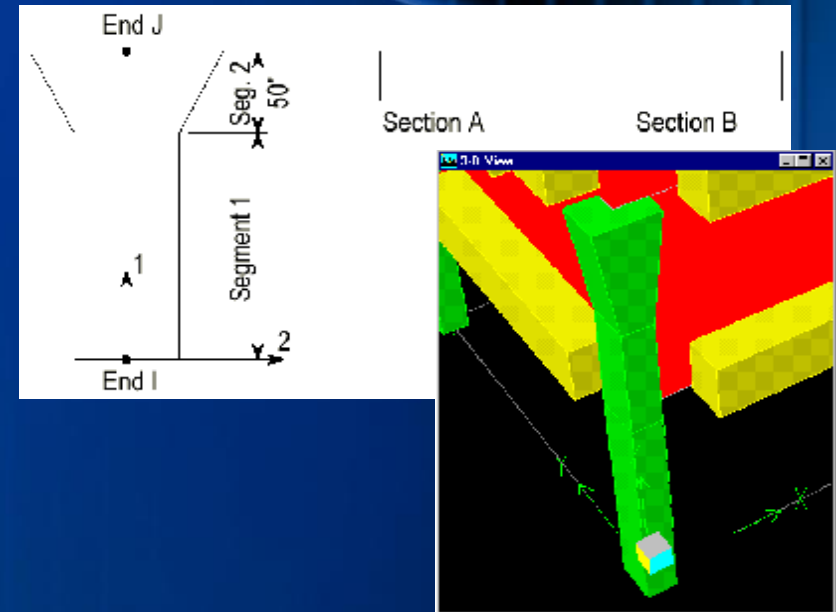 End J
Seg. 2
50"
Section A
Section B
3-D View
Segment 1
1
2
End I
Y
X